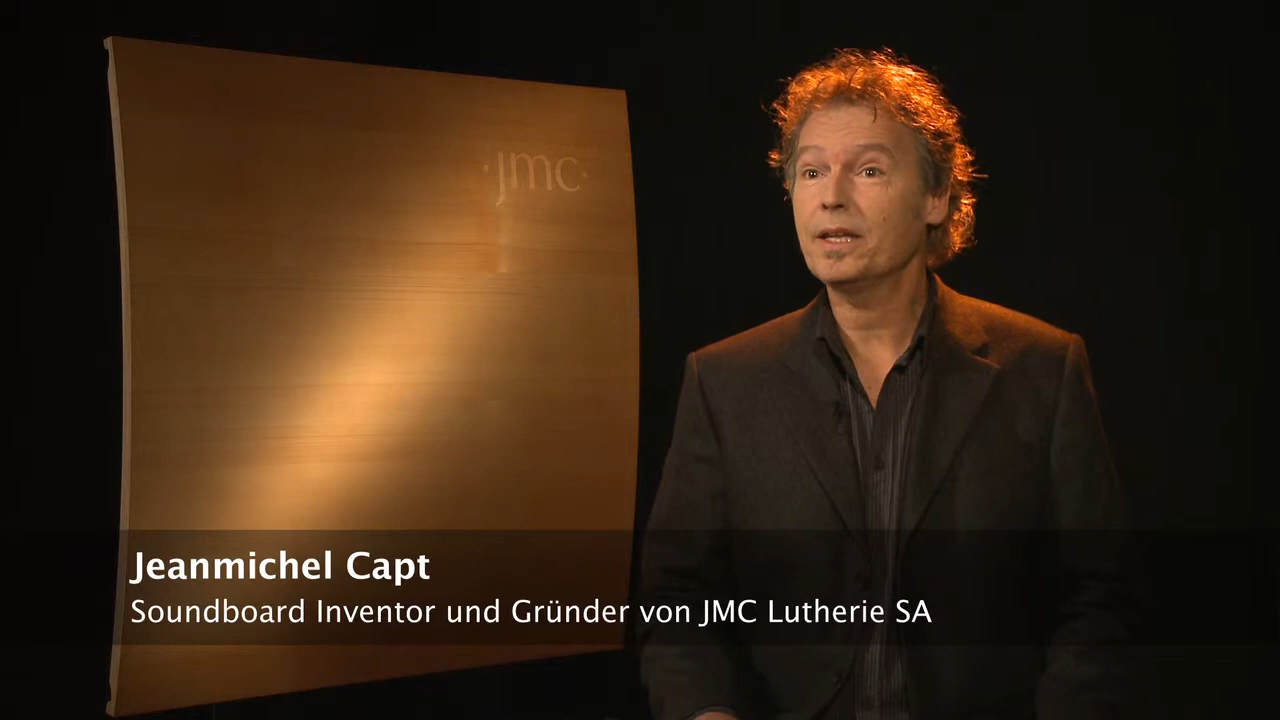 ·jmc·
Jeanmichel Capt
Soundboard Inventor und Gründer von JMC Lutherie SA